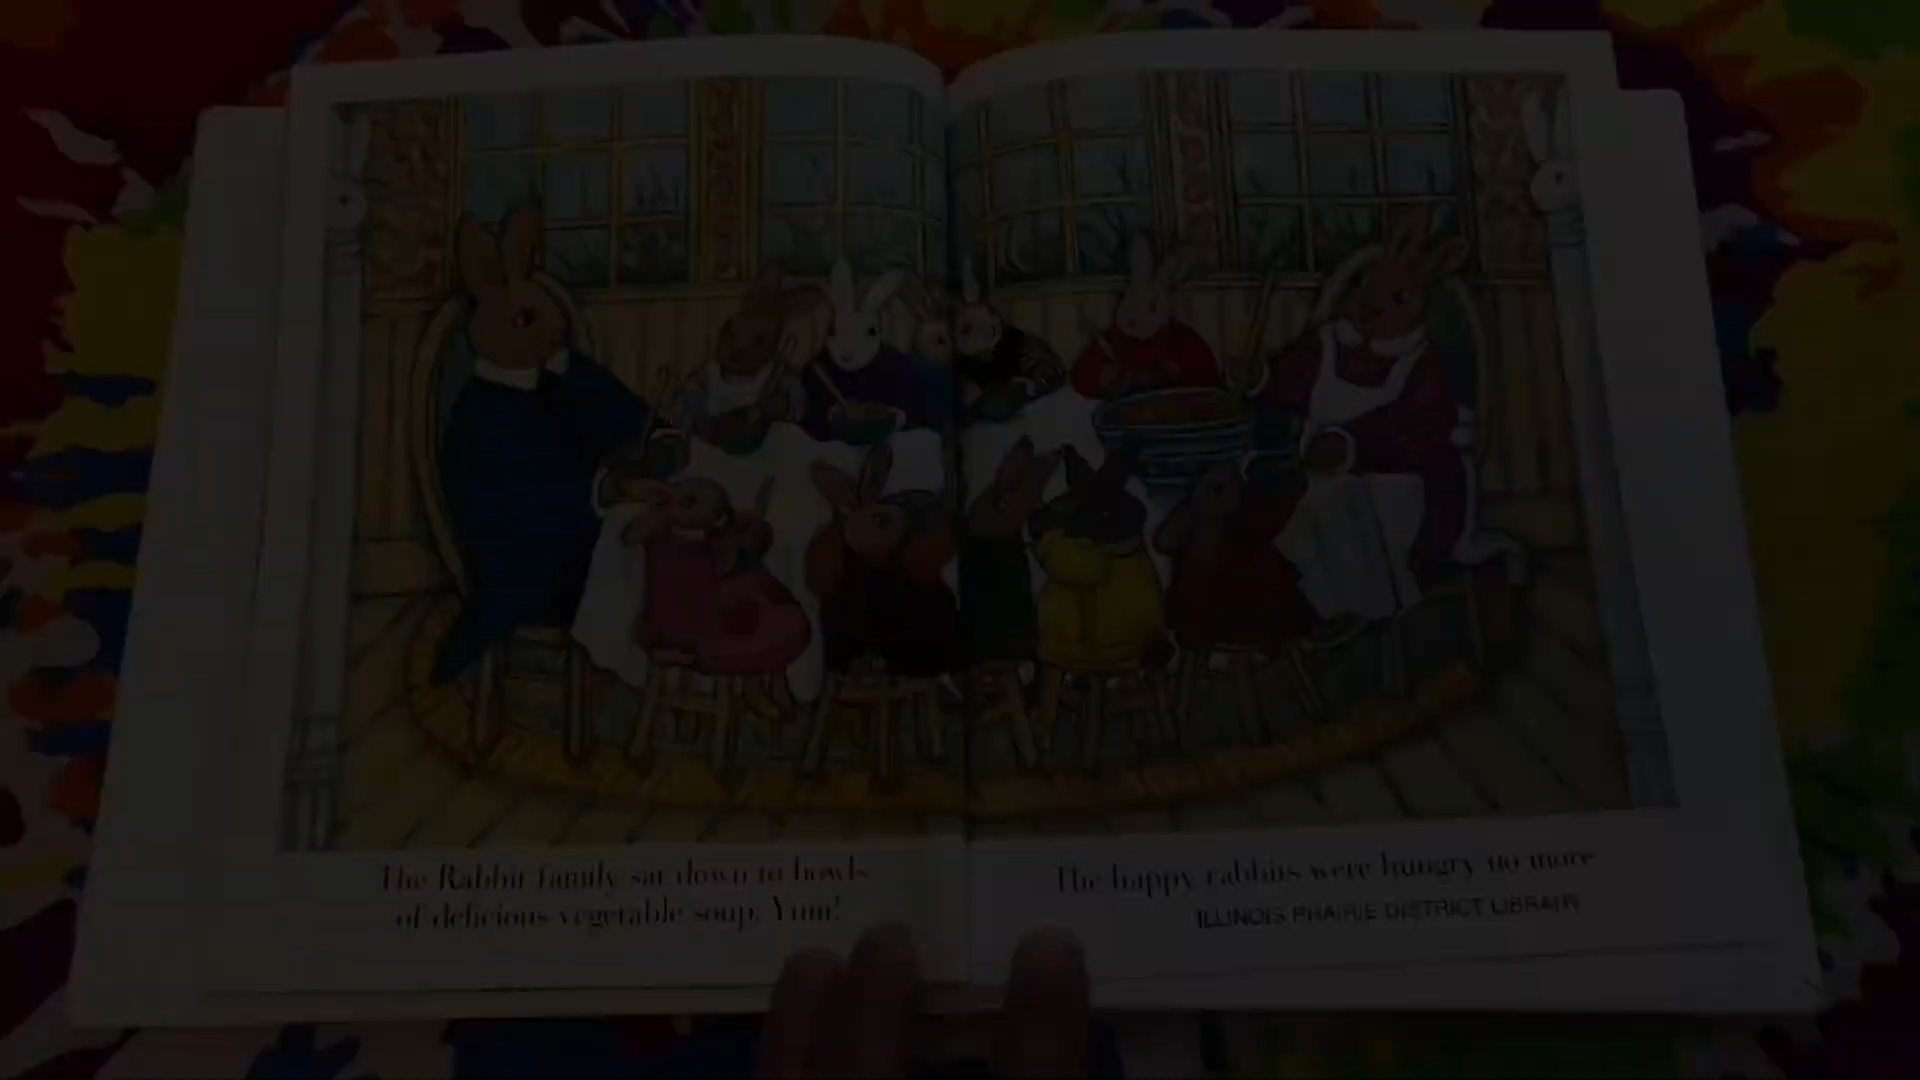 The Rabbit family sat down to bowls
of delicious vegetable soup. Yum!
The happy rabbits were hungry no more
ILLINOIS PRAIRIE DISTRICT LIBRARY